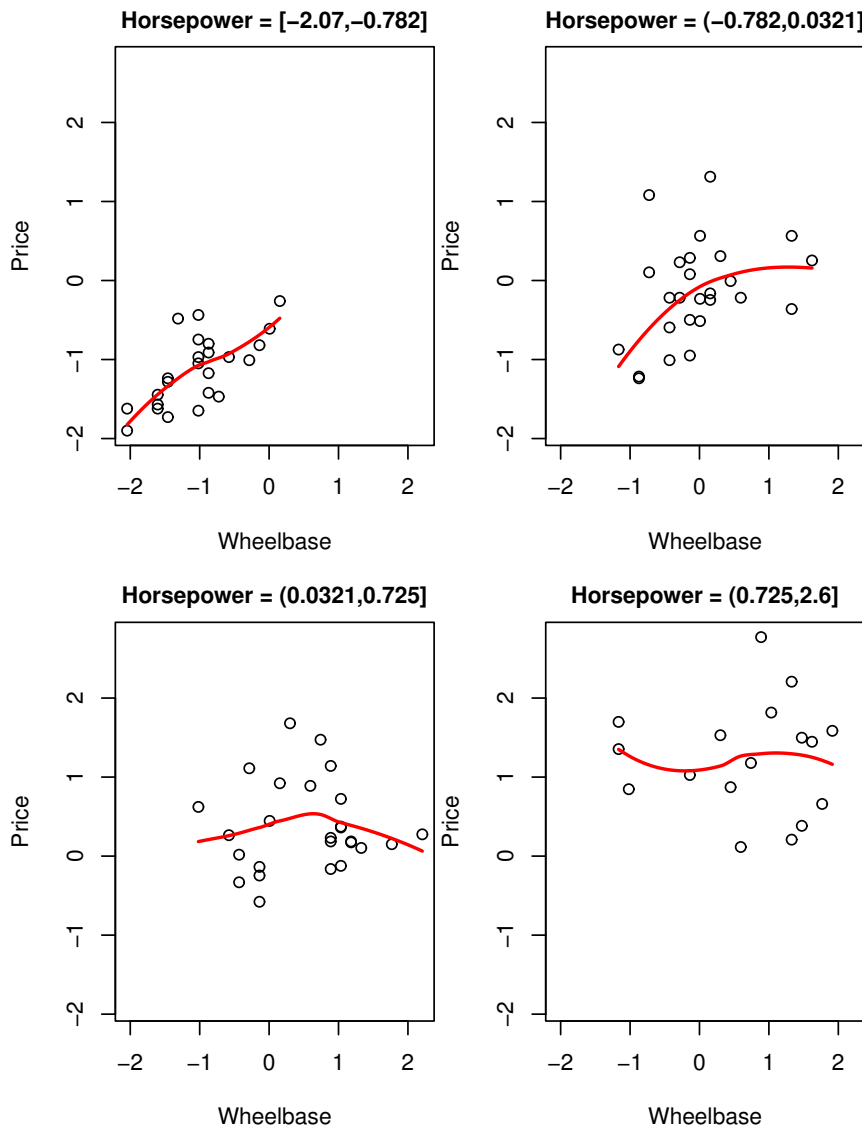 Horsepower = [−2.07,−0.782]
Price
2
1
0
−1
−2
−2 −1 0 1 2
Wheelbase
Horsepower = (−0.782,0.0321]
Price
2
1
0
−1
−2
−2 −1 0 1 2
Wheelbase
Horsepower = (0.0321,0.725]
Price
2
1
0
−1
−2
−2 −1 0 1 2
Wheelbase
Horsepower = (0.725,2.6]
Price
2
1
0
−1
−2
−2 −1 0 1 2
Wheelbase